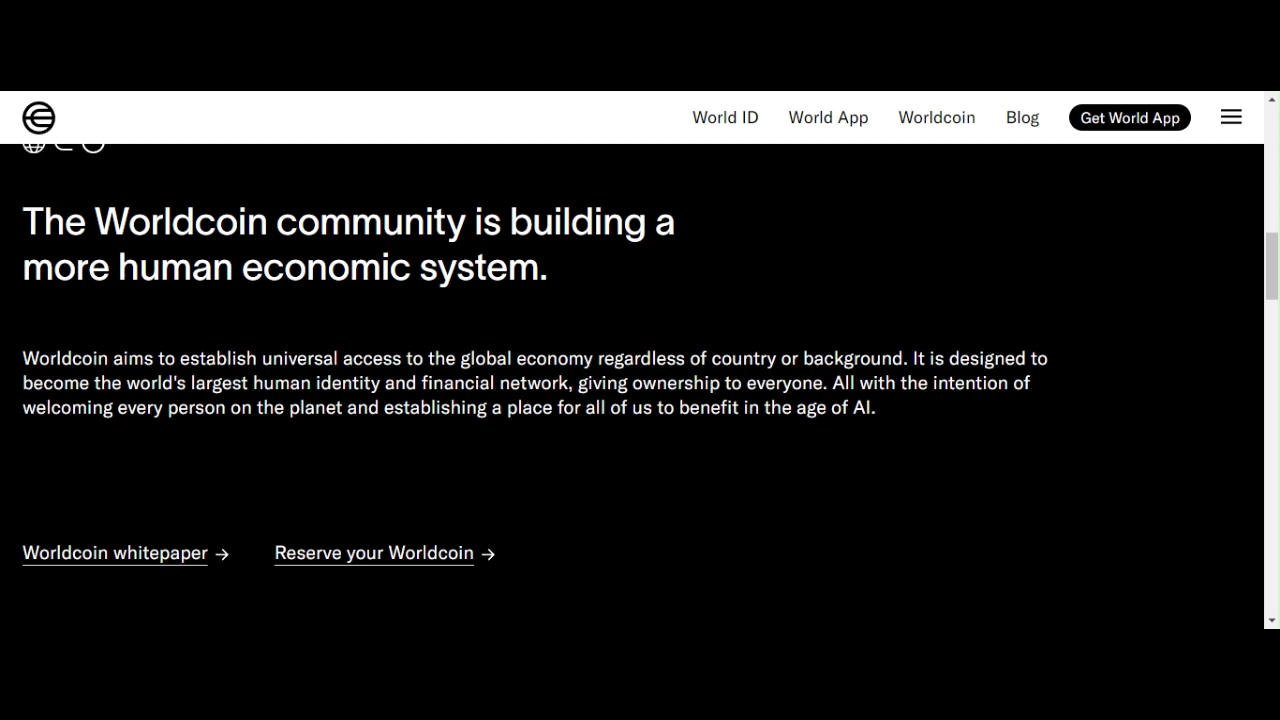 World ID World App Worldcoin Blog Get World App
The Worldcoin community is building a
more human economic system.
Worldcoin aims to establish universal access to the global economy regardless of country or background. It is designed to
become the world's largest human identity and financial network, giving ownership to everyone. All with the intention of
welcoming every person on the planet and establishing a place for all of us to benefit in the age of AI.
Worldcoin whitepaper → Reserve your Worldcoin →